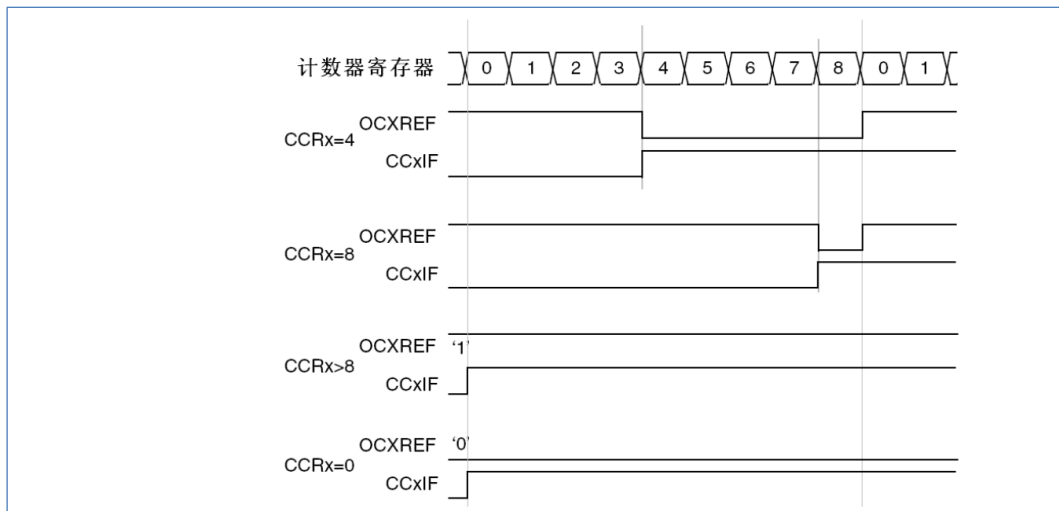 计数器寄存器 0 1 2 3 4 5 6 7 8 0 1
OCXREF
CCRx=4
CCxIF
OCXREF
CCRx=8
CCxIF
OCXREF ‘1’
CCRx>8
CCxIF
OCXREF ‘0’
CCRx=0
CCxIF